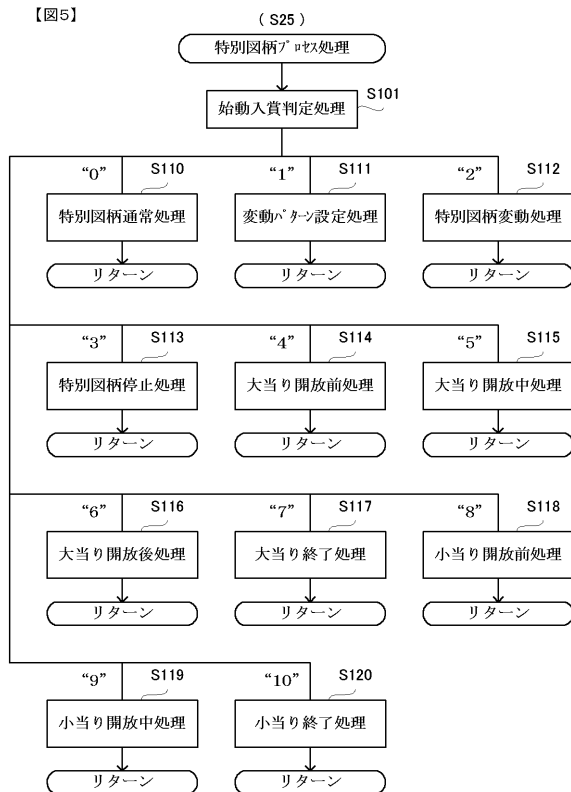 【図5】
(S25)
特別図柄プロセス処理
S101
始動入賞判定処理
“0” S110 “1” S111 “2” S112
特別図柄通常処理 変動パターン設定処理 特別図柄変動処理
リターン リターン リターン
“3” S113 “4” S114 “5” S115
特別図柄停止処理 大当り開放前処理 大当り開放中処理
リターン リターン リターン
“6” S116 “7” S117 “8” S118
大当り開放後処理 大当り終了処理 小当り開放前処理
リターン リターン リターン
“9” S119 “10” S120
小当り開放中処理 小当り終了処理
リターン リターン